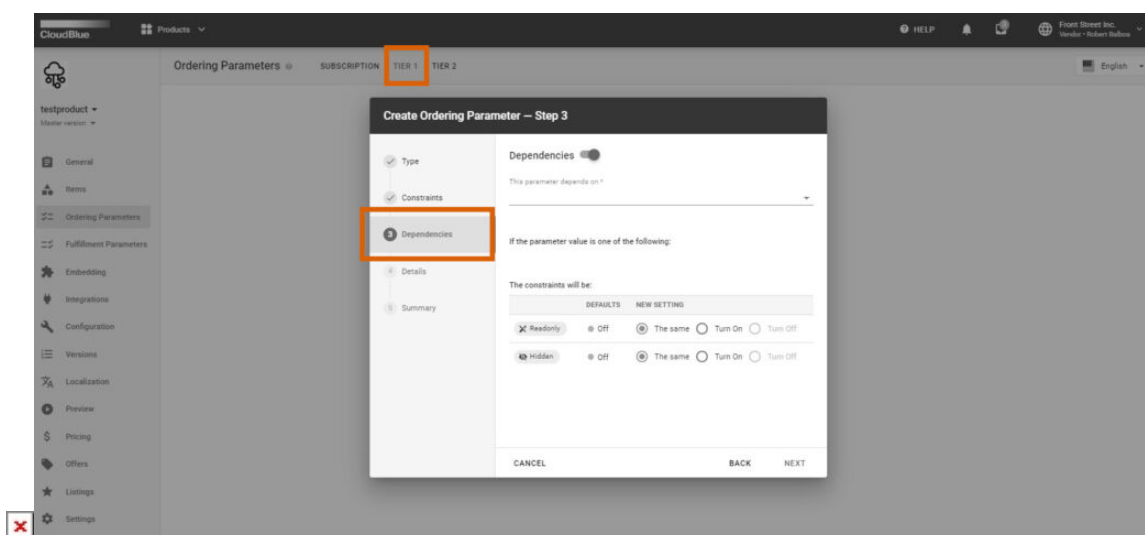 CloudBlue
Products
HELP
Front Street Inc.
Vendor · Robert Balboa
Ordering Parameters
SUBSCRIPTION TIER 1 TIER 2
English
testproduct
Master version
General
Items
Ordering Parameters
Fulfillment Parameters
Embedding
Integrations
Configuration
Versions
Localization
Preview
Pricing
Offers
Listings
Settings
Create Ordering Parameter — Step 3
Type
Constraints
3 Dependencies
4 Details
5 Summary
Dependencies
This parameter depends on *
If the parameter value is one of the following:
The constraints will be:
DEFAULTS NEW SETTING
Readonly Off The same Turn On Turn Off
Hidden Off The same Turn On Turn Off
CANCEL BACK NEXT